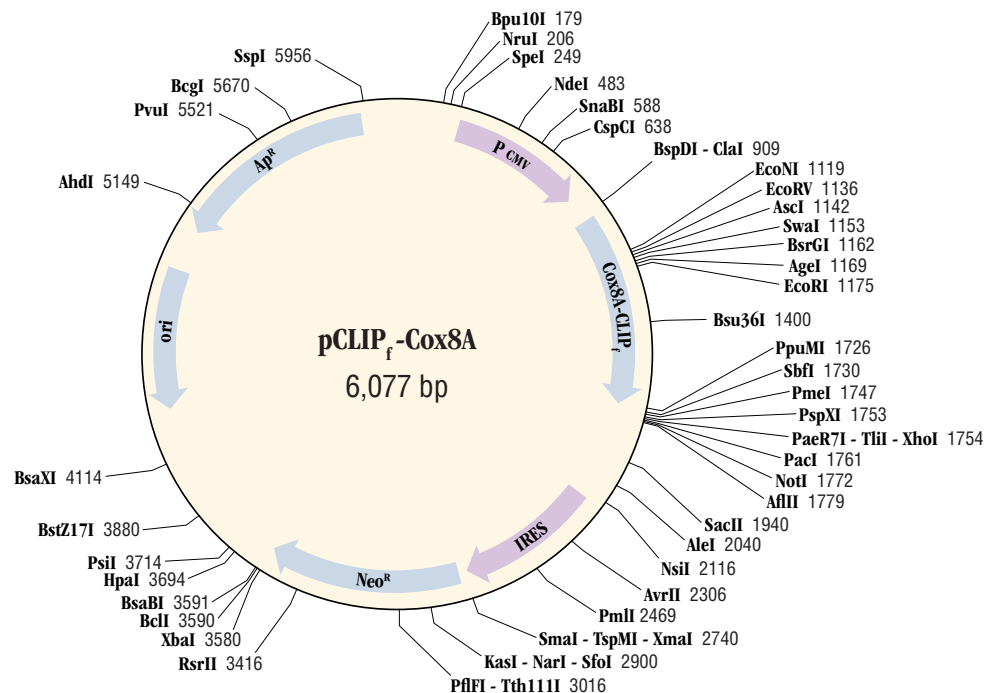 Bpu10I 179
NruI 206
SpeI 249
NdeI 483
SnaBI 588
CspCI 638
BspDI - ClaI 909
EcoNI 1119
EcoRV 1136
AscI 1142
SwaI 1153
BsrGI 1162
AgeI 1169
EcoRI 1175
Bsu36I 1400
PpuMI 1726
SbfI 1730
PmeI 1747
PspXI 1753
PaeR7I - TliI - XhoI 1754
PacI 1761
NotI 1772
AflII 1779
SacII 1940
AleI 2040
NsiI 2116
AvrII 2306
PmlI 2469
SmaI - TspMI - XmaI 2740
KasI - NarI - SfoI 2900
PflFI - Tth111I 3016
RsrII 3416
XbaI 3580
BclI 3590
BsaBI 3591
HpaI 3694
PsiI 3714
BstZ17I 3880
BsaXI 4114
AhdI 5149
PvuI 5521
BcgI 5670
SspI 5956
P CMV
Cox8A-CLIPf
IRES
NeoR
ori
ApR
pCLIPf-Cox8A
6,077 bp